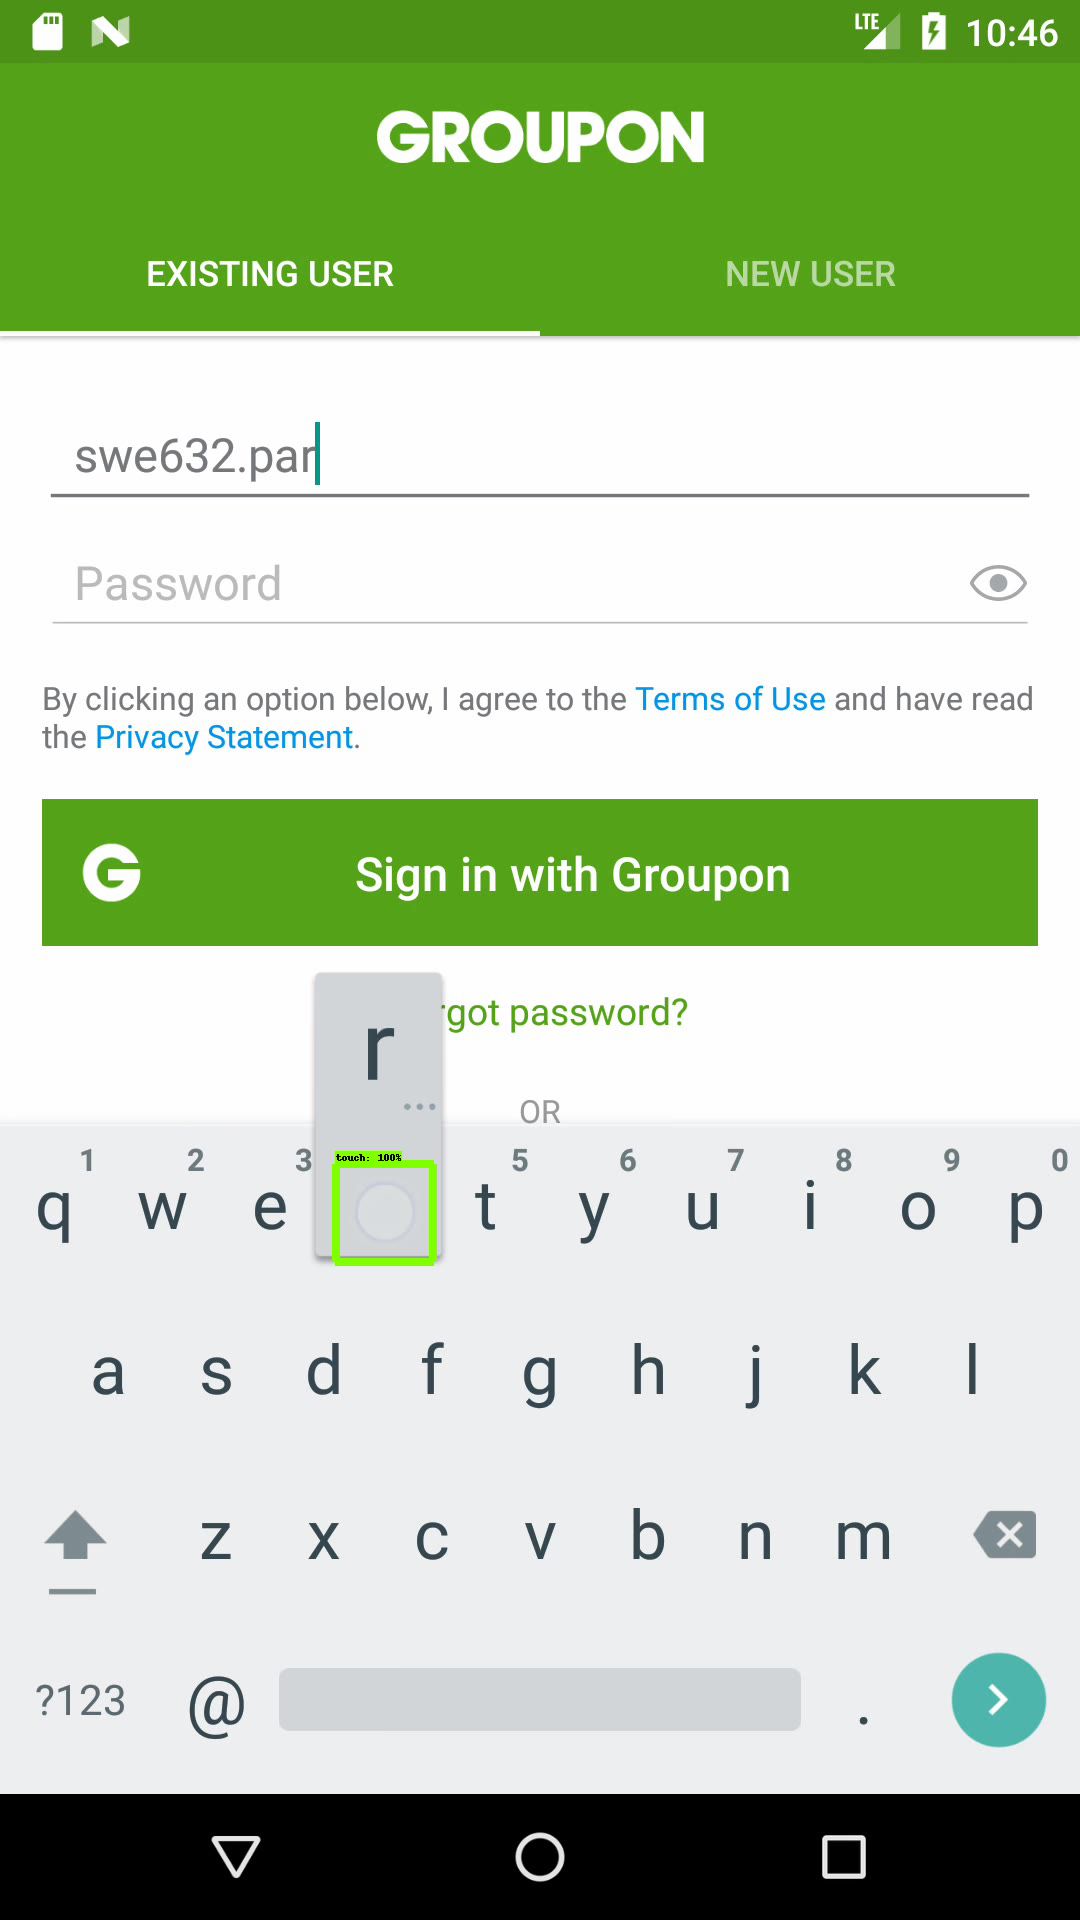 LTE 10:46
GROUPON
EXISTING USER NEW USER
swe632.par
Password
By clicking an option below, I agree to the Terms of Use and have read
the Privacy Statement.
G Sign in with Groupon
r rgot password?
...
OR
touch: 100%
1 2 3 5 6 7 8 9 0
q w e t y u i o p
a s d f g h j k l
z x c v b n m
?123 @ .